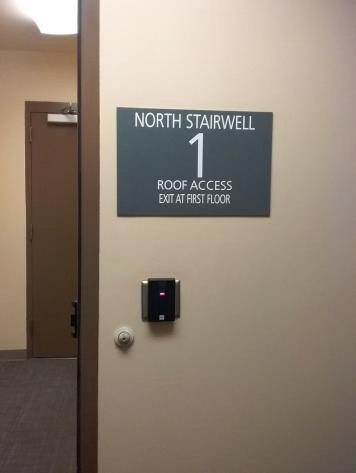 NORTH STAIRWELL
1
ROOF ACCESS
EXIT AT FIRST FLOOR